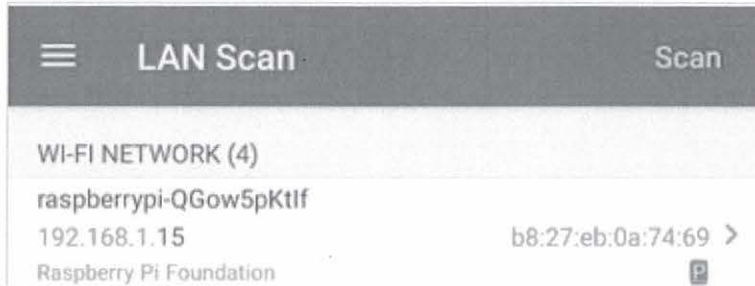 LAN Scan Scan
WI-FI NETWORK (4)
raspberrypi-QGow5pKtIf
192.168.1.15 b8:27:eb:0a:74:69 >
Raspberry Pi Foundation P